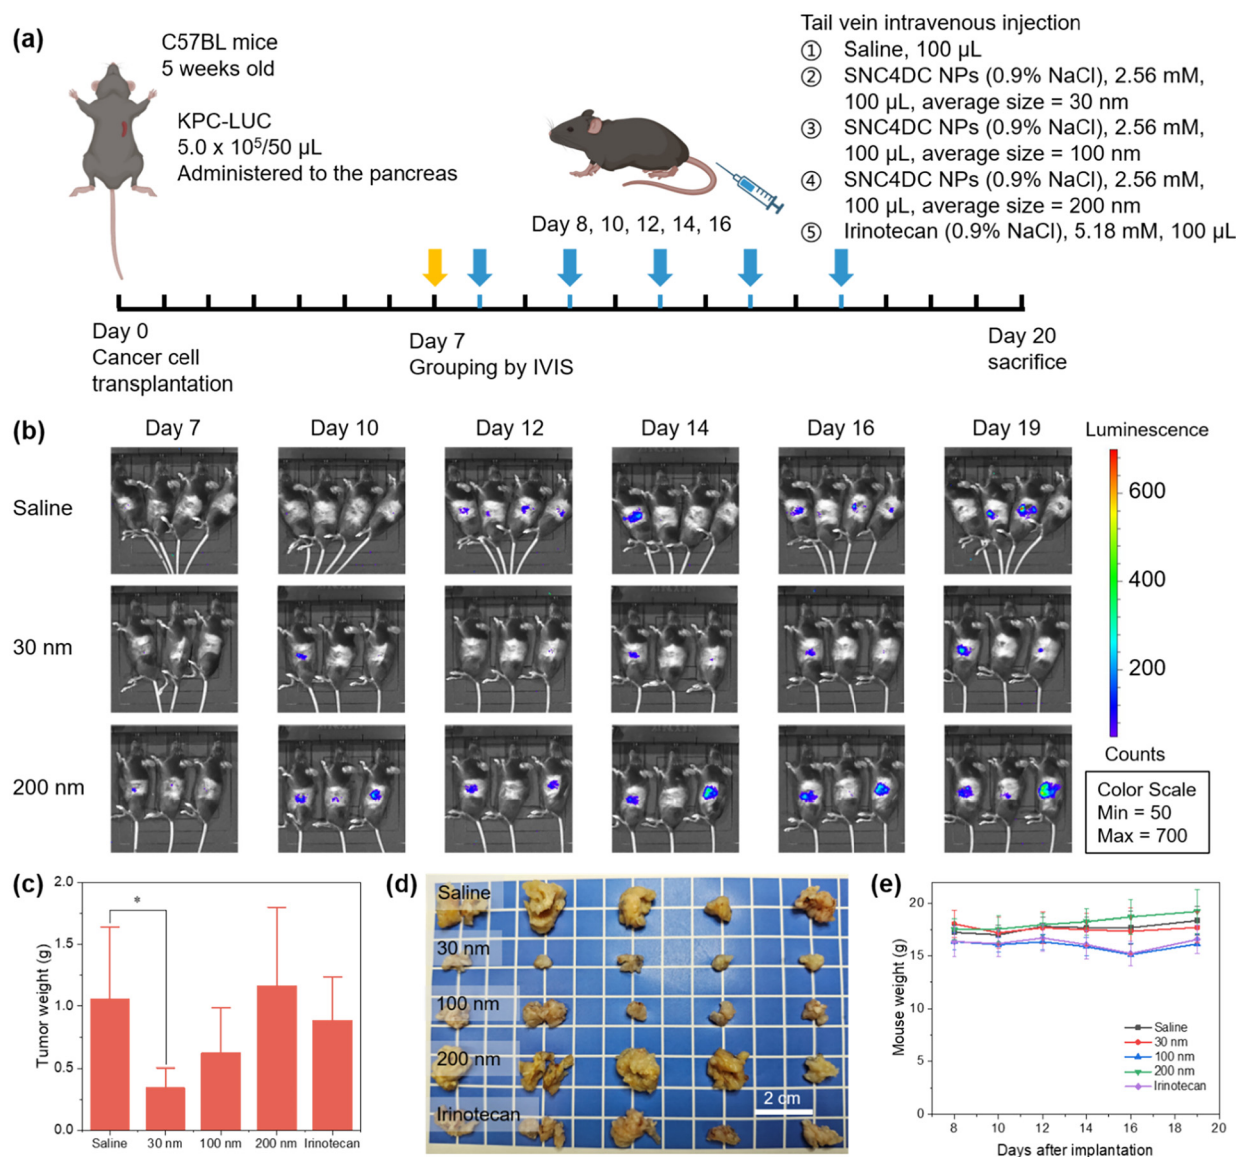 (a)
C57BL mice
5 weeks old
KPC-LUC
5.0 x 10⁵/50 µL
Administered to the pancreas
Tail vein intravenous injection
① Saline, 100 µL
② SNC4DC NPs (0.9% NaCl), 2.56 mM,
100 µL, average size = 30 nm
③ SNC4DC NPs (0.9% NaCl), 2.56 mM,
100 µL, average size = 100 nm
④ SNC4DC NPs (0.9% NaCl), 2.56 mM,
100 µL, average size = 200 nm
⑤ Irinotecan (0.9% NaCl), 5.18 mM, 100 µL
Day 8, 10, 12, 14, 16
Day 0
Cancer cell
transplantation
Day 7
Grouping by IVIS
Day 20
sacrifice
(b)
Day 7 Day 10 Day 12 Day 14 Day 16 Day 19
Luminescence
Saline
30 nm
200 nm
600
400
200
Counts
Color Scale
Min = 50
Max = 700
(c)
Tumor weight (g)
2.0
1.5
1.0
0.5
0.0
*
Saline 30 nm 100 nm 200 nm Irinotecan
(d)
Saline
30 nm
100 nm
200 nm
Irinotecan
2 cm
(e)
Mouse weight (g)
20
15
10
5
0
Saline
30 nm
100 nm
200 nm
Irinotecan
8 10 12 14 16 18 20
Days after implantation